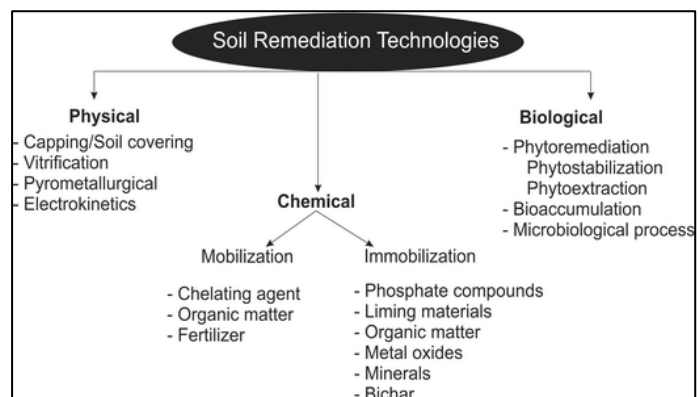 Soil Remediation Technologies
Physical
- Capping/Soil covering
- Vitrification
- Pyrometallurgical
- Electrokinetics
Chemical
Mobilization
- Chelating agent
- Organic matter
- Fertilizer
Immobilization
- Phosphate compounds
- Liming materials
- Organic matter
- Metal oxides
- Minerals
- Bichar
Biological
- Phytoremediation
Phytostabilization
Phytoextraction
- Bioaccumulation
- Microbiological process